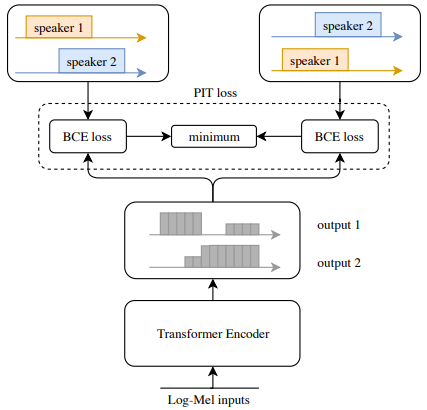 speaker 1
speaker 2
speaker 2
speaker 1
PIT loss
BCE loss
minimum
BCE loss
output 1
output 2
Transformer Encoder
Log-Mel inputs